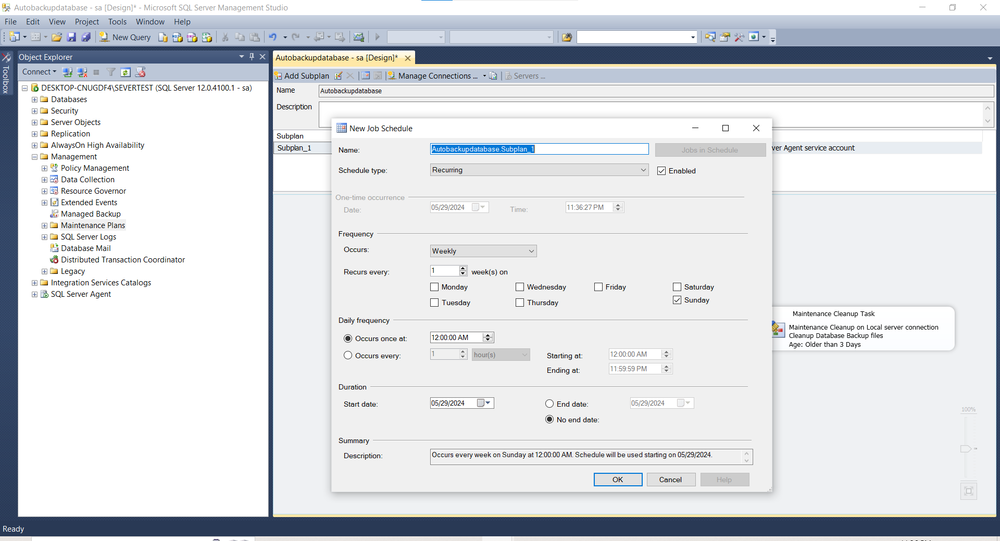 Autobackupdatabase - sa [Design]* - Microsoft SQL Server Management Studio
File Edit View Project Tools Window Help
New Query
Toolbox
Object Explorer
Connect
DESKTOP-CNUGDF4\SEVERTEST (SQL Server 12.0.4100.1 - sa)
Databases
Security
Server Objects
Replication
AlwaysOn High Availability
Management
Policy Management
Data Collection
Resource Governor
Extended Events
Managed Backup
Maintenance Plans
SQL Server Logs
Database Mail
Distributed Transaction Coordinator
Legacy
Integration Services Catalogs
SQL Server Agent
Autobackupdatabase - sa [Design]*
Add Subplan Manage Connections ... Servers ...
Name Autobackupdatabase
Description
Subplan
Subplan_1
ver Agent service account
New Job Schedule
Name: Autobackupdatabase.Subplan_1 Jobs in Schedule
Schedule type: Recurring Enabled
One-time occurrence
Date: 05/29/2024 Time: 11:36:27 PM
Frequency
Occurs: Weekly
Recurs every: 1 week(s) on
Monday Wednesday Friday Saturday
Tuesday Thursday Sunday
Daily frequency
Occurs once at: 12:00:00 AM
Occurs every: 1 hour(s) Starting at: 12:00:00 AM
Ending at: 11:59:59 PM
Duration
Start date: 05/29/2024 End date: 05/29/2024
No end date:
Summary
Description: Occurs every week on Sunday at 12:00:00 AM. Schedule will be used starting on 05/29/2024.
OK Cancel Help
Maintenance Cleanup Task
Maintenance Cleanup on Local server connection
Cleanup Database Backup files
Age: Older than 3 Days
100%
Ready